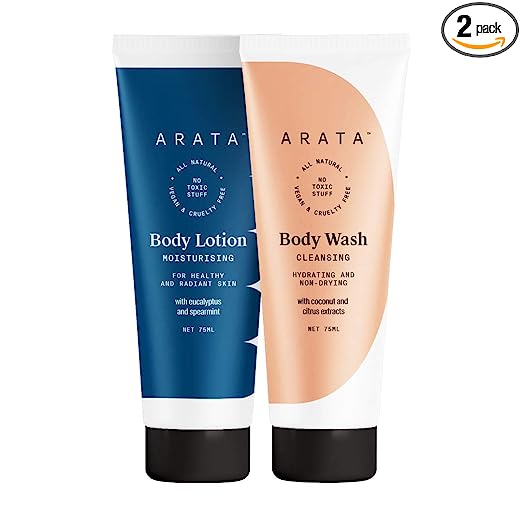 2
pack
ARATA™
ALL NATURAL
NO
TOXIC
STUFF
VEGAN & CRUELTY FREE
Body Lotion
MOISTURISING
FOR HEALTHY
AND RADIANT SKIN
with eucalyptus
and spearmint
NET 75ML
ARATA™
ALL NATURAL
NO
TOXIC
STUFF
VEGAN & CRUELTY FREE
Body Wash
CLEANSING
HYDRATING AND
NON-DRYING
with coconut and
citrus extracts
NET 75ML